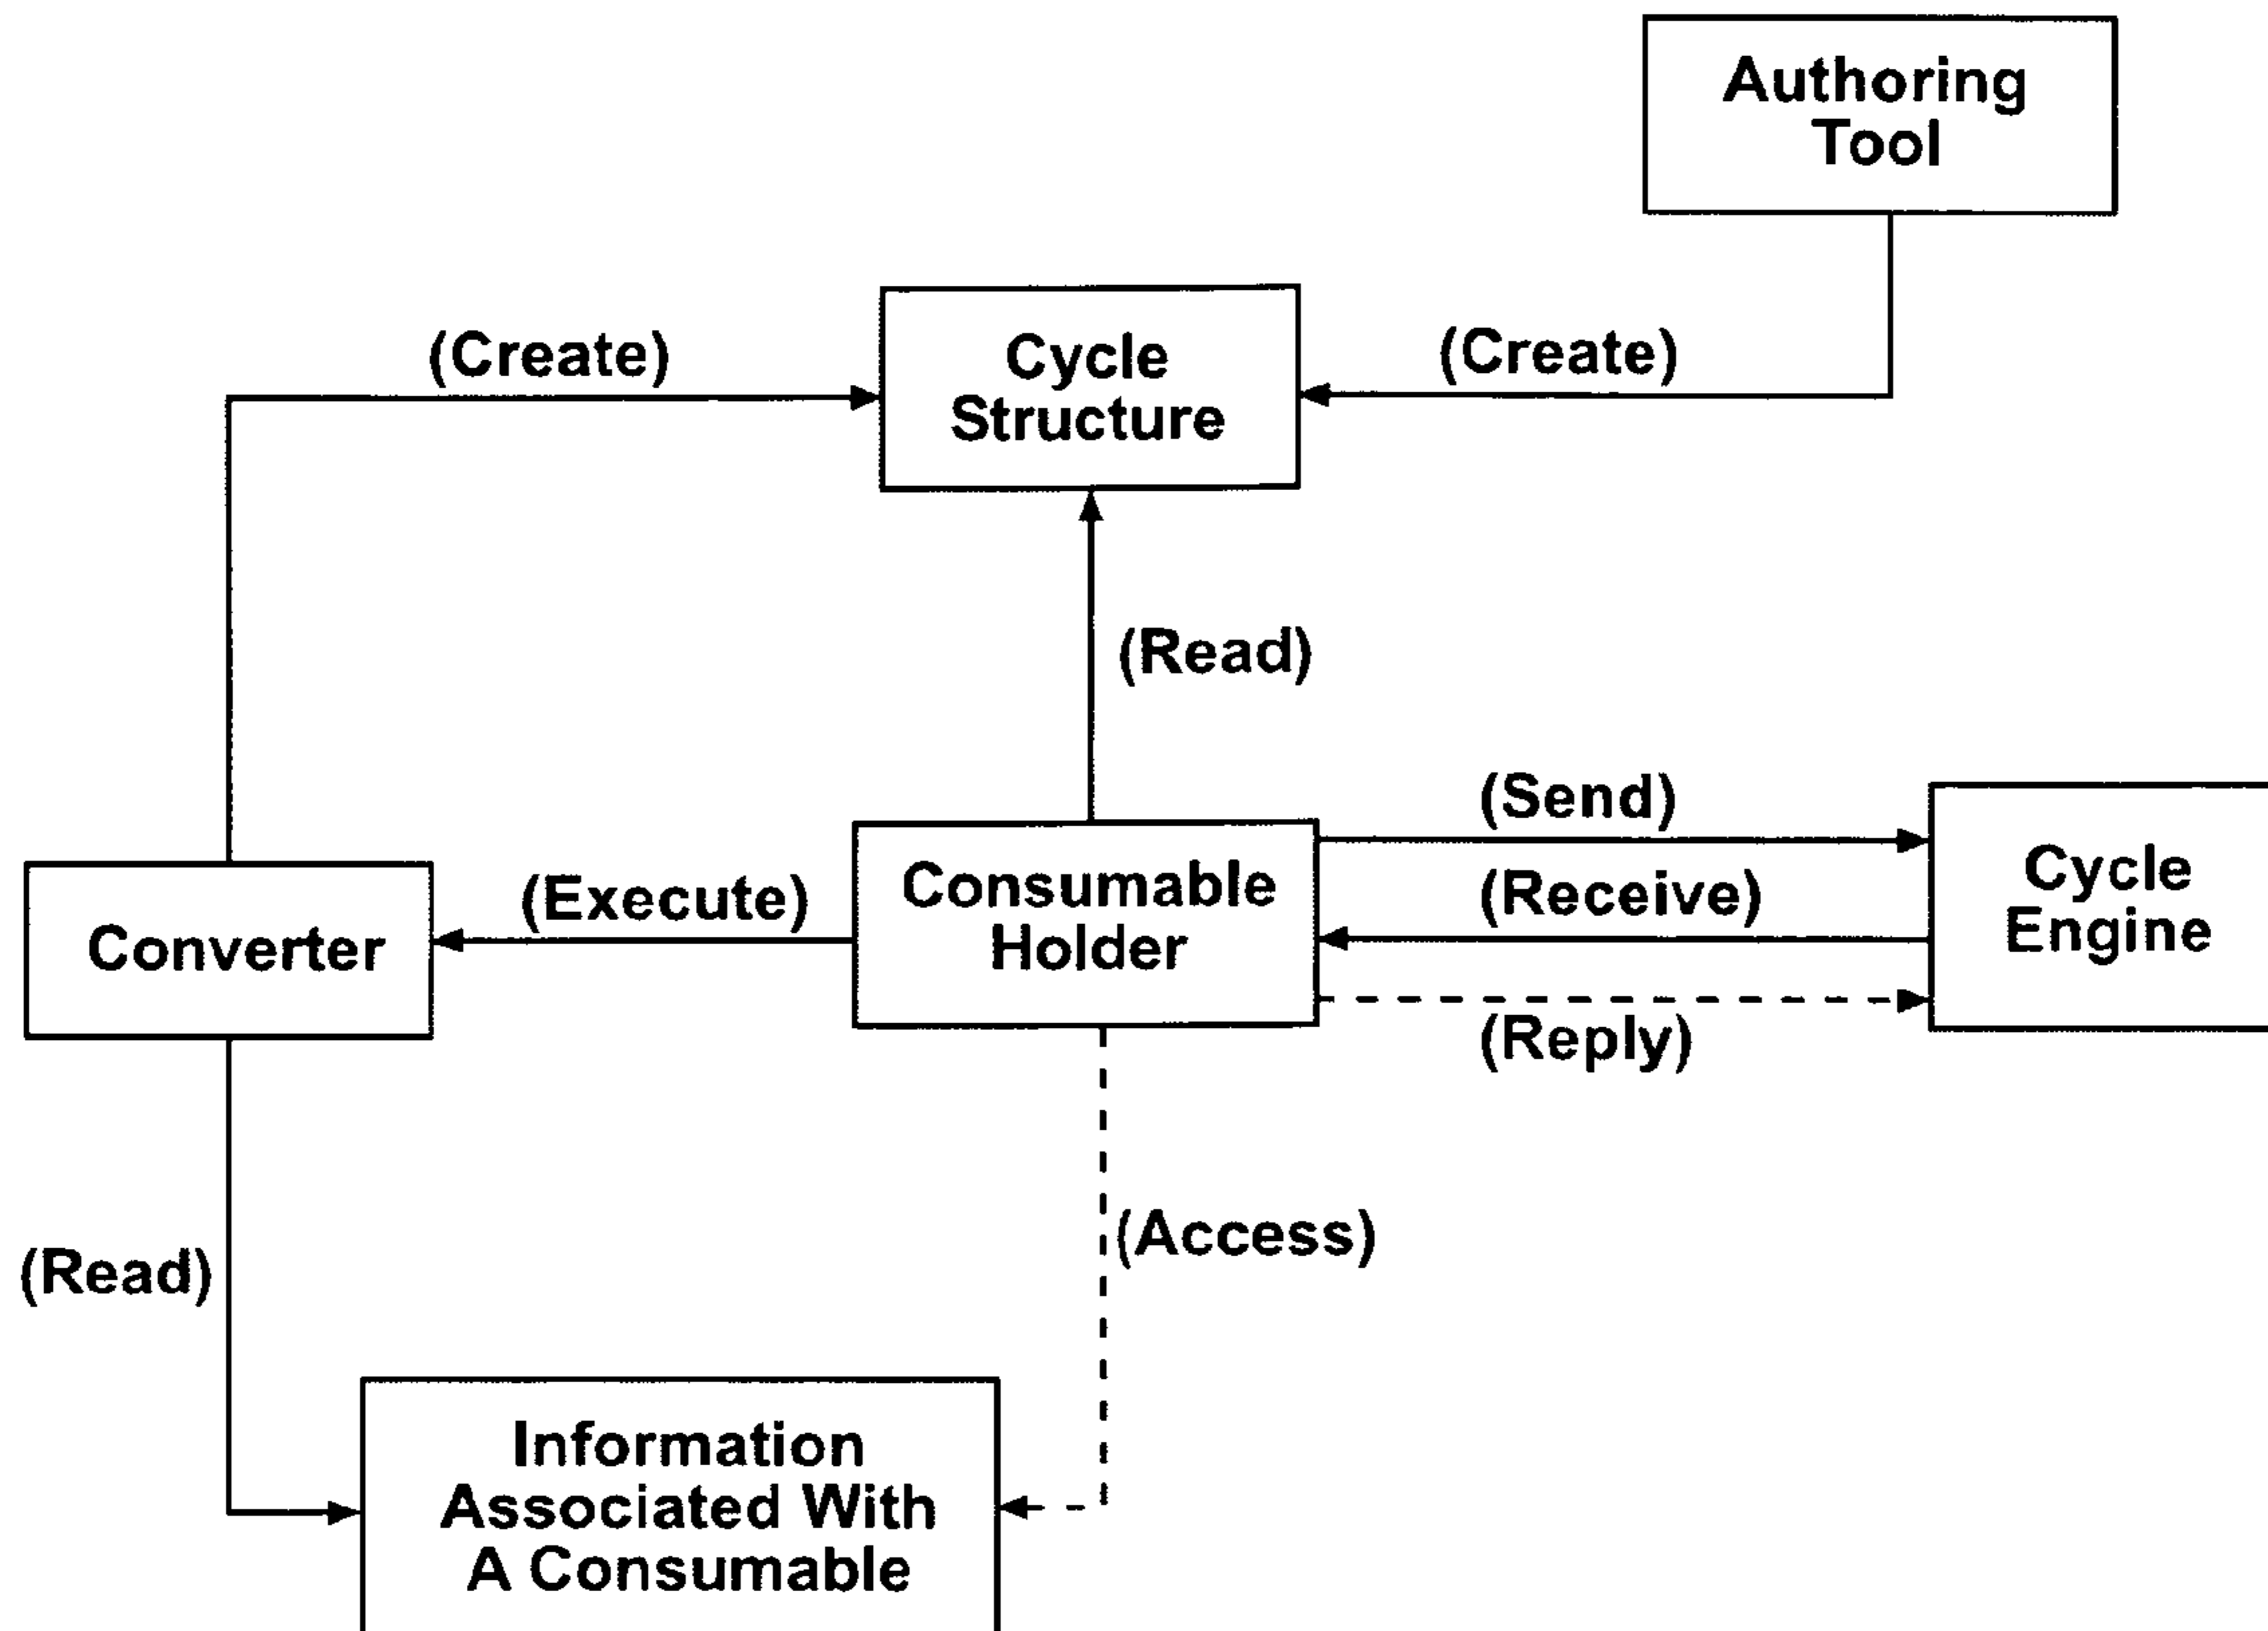 Authoring
Tool
(Create)
Cycle
Structure
(Create)
(Read)
(Send)
(Receive)
(Reply)
Cycle
Engine
Consumable
Holder
(Execute)
Converter
(Access)
(Read)
Information
Associated With
A Consumable